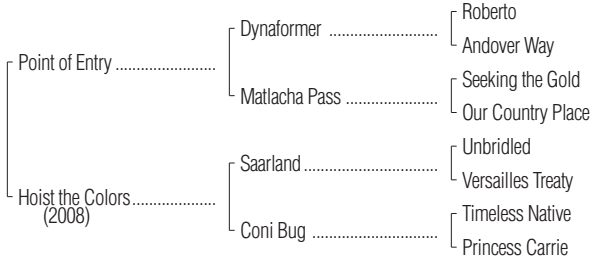 Roberto
Dynaformer ....................
Andover Way
Point of Entry ...................
Seeking the Gold
Matlacha Pass .................
Our Country Place
Unbridled
Saarland.........................
Versailles Treaty
Hoist the Colors................
(2008)
Timeless Native
Coni Bug .......................
Princess Carrie